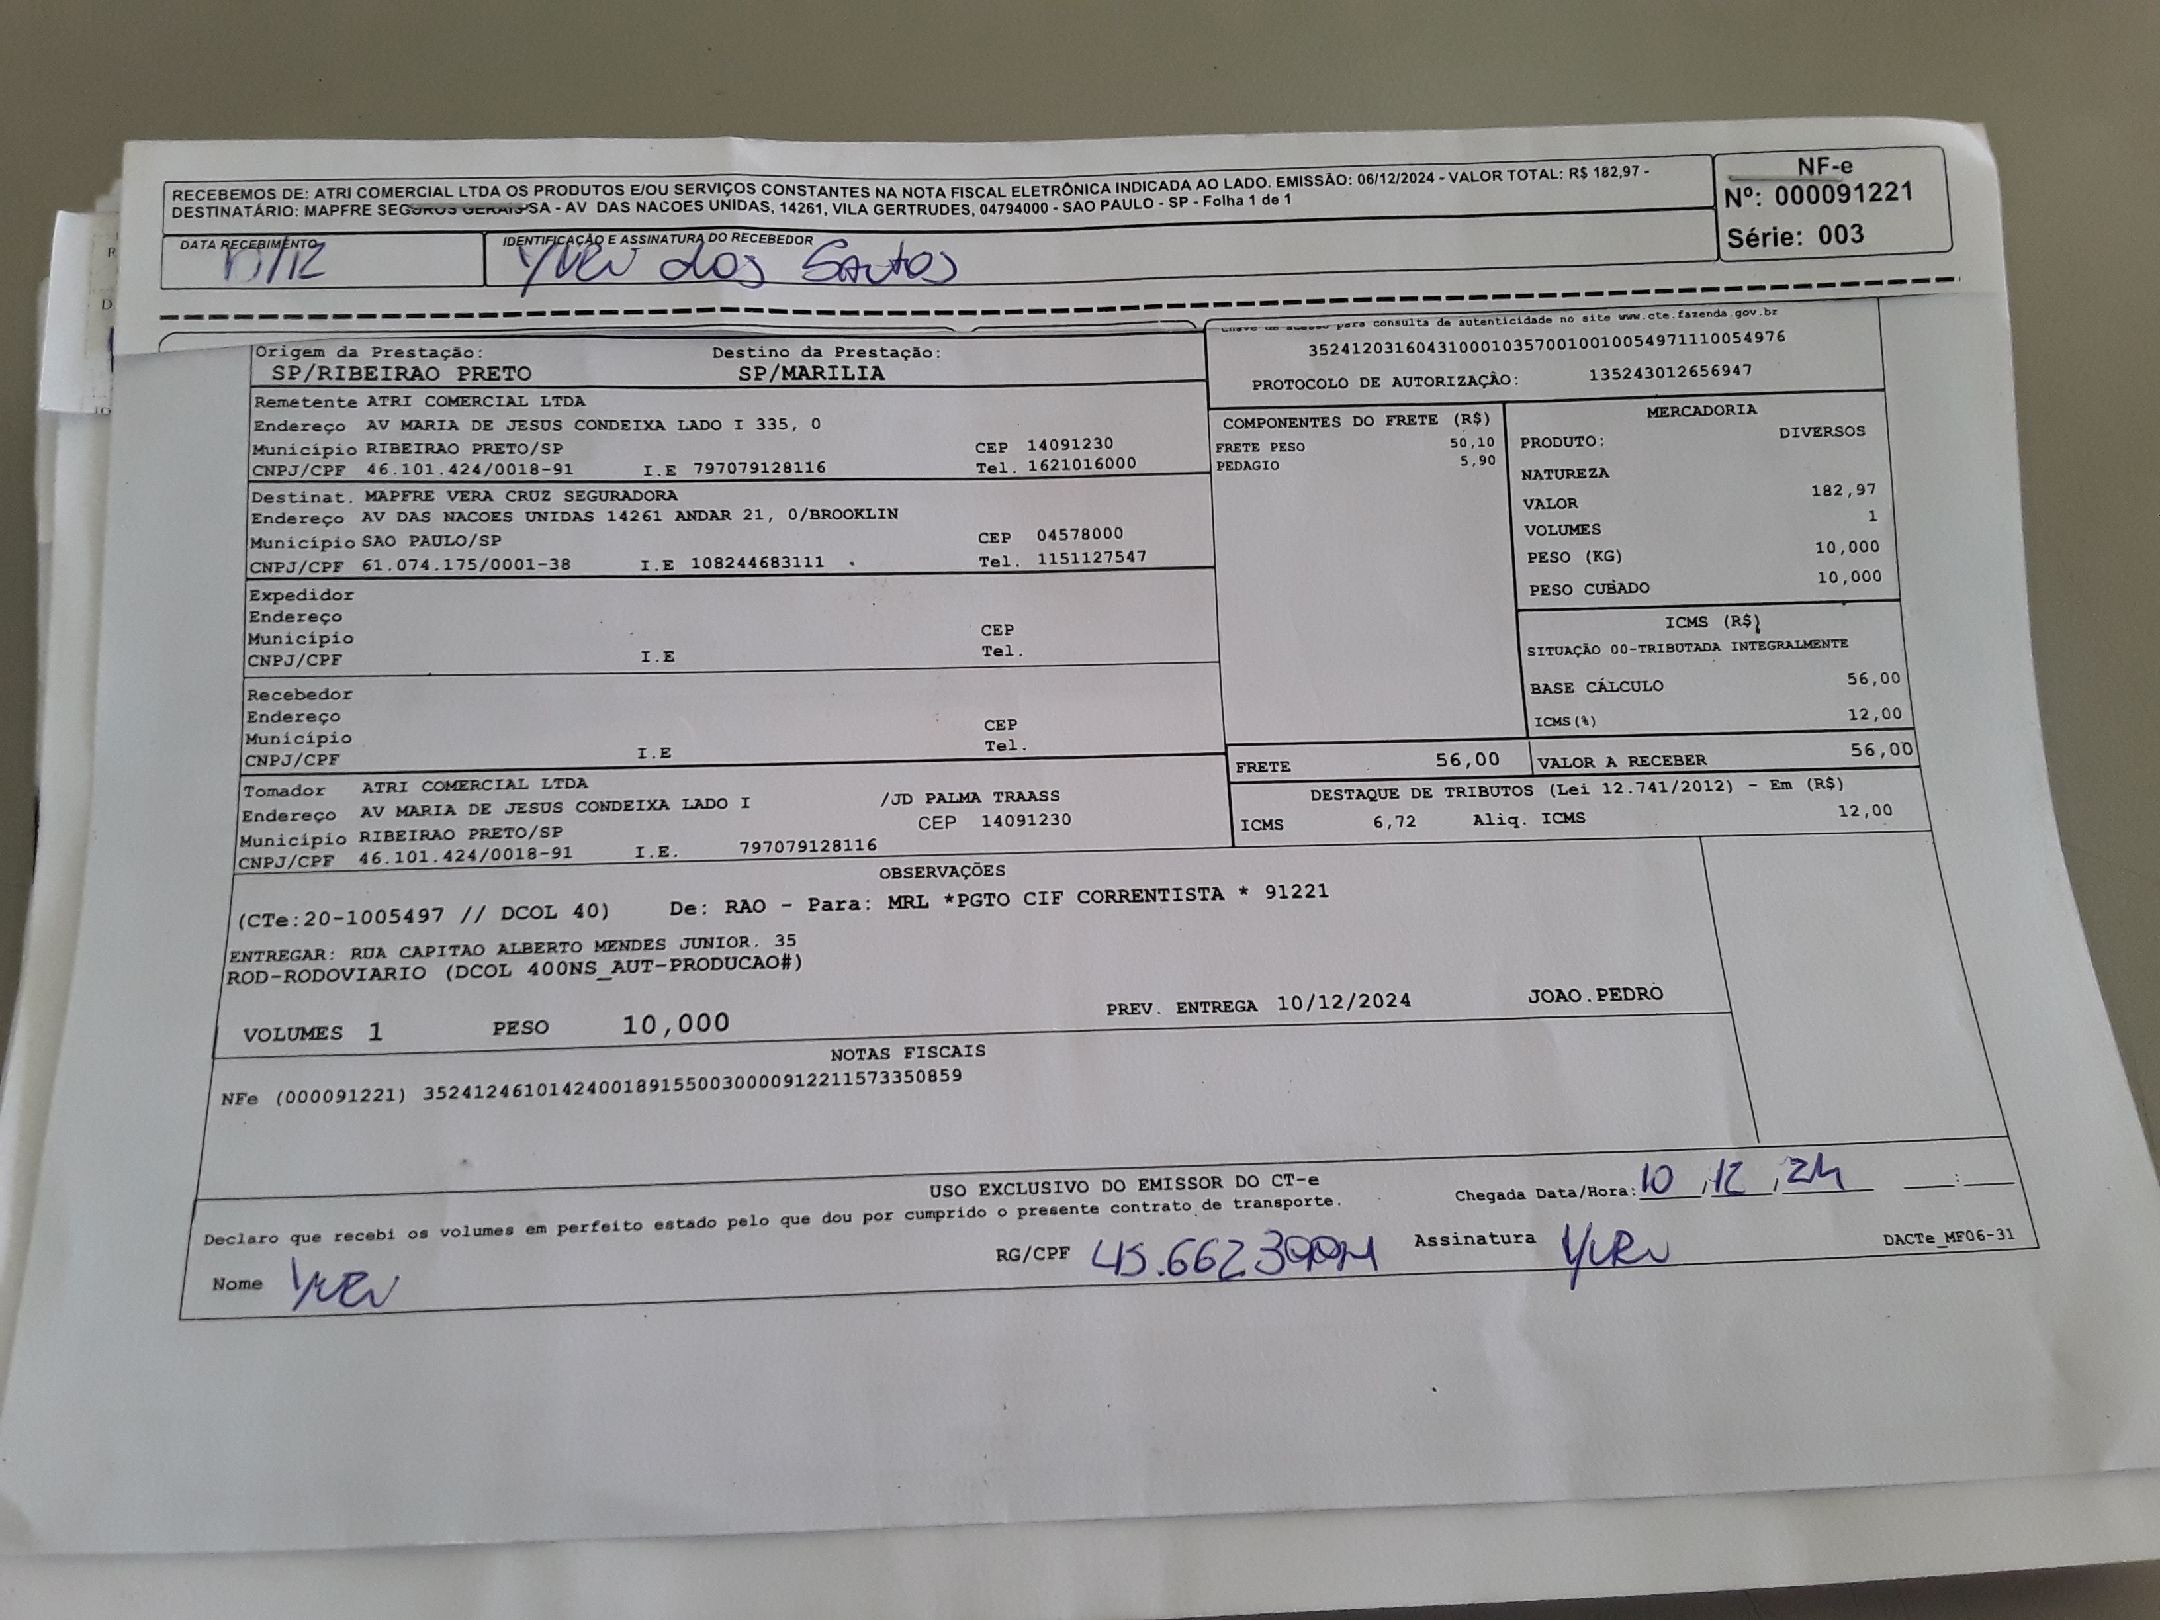 RECEBEMOS DE: ATRI COMERCIAL LTDA OS PRODUTOS E/OU SERVIÇOS CONSTANTES NA NOTA FISCAL ELETRÔNICA INDICADA AO LADO. EMISSÃO: 06/12/2024 - VALOR TOTAL: R$ 182,97 -
DESTINATÁRIO: MAPFRE SEGUROS GERAIS SA - AV DAS NACOES UNIDAS, 14261, VILA GERTRUDES, 04794000 - SAO PAULO - SP - Folha 1 de 1
NF-e
Nº: 000091221
Série: 003
DATA RECEBIMENTO
IDENTIFICAÇÃO E ASSINATURA DO RECEBEDOR
dos Santos
para consulta de autenticidade no site www.cte.fazenda.gov.br
35241203160431000103570010010054971110054976
PROTOCOLO DE AUTORIZAÇÃO: 135243012656947
Origem da Prestação: Destino da Prestação:
SP/RIBEIRAO PRETO SP/MARILIA
Remetente ATRI COMERCIAL LTDA
Endereço AV MARIA DE JESUS CONDEIXA LADO I 335, 0
Município RIBEIRAO PRETO/SP CEP 14091230
CNPJ/CPF 46.101.424/0018-91 I.E 797079128116 Tel. 1621016000
Destinat. MAPFRE VERA CRUZ SEGURADORA
Endereço AV DAS NACOES UNIDAS 14261 ANDAR 21, 0/BROOKLIN
Município SAO PAULO/SP CEP 04578000
CNPJ/CPF 61.074.175/0001-38 I.E 108244683111 Tel. 1151127547
Expedidor
Endereço
Município CEP
CNPJ/CPF I.E Tel.
Recebedor
Endereço
Município CEP
CNPJ/CPF I.E Tel.
Tomador ATRI COMERCIAL LTDA
Endereço AV MARIA DE JESUS CONDEIXA LADO I /JD PALMA TRAASS
Município RIBEIRAO PRETO/SP CEP 14091230
CNPJ/CPF 46.101.424/0018-91 I.E. 797079128116
COMPONENTES DO FRETE (R$)
FRETE PESO 50,10
PEDAGIO 5,90
MERCADORIA
PRODUTO: DIVERSOS
NATUREZA
VALOR 182,97
VOLUMES 1
PESO (KG) 10,000
PESO CUBADO 10,000
ICMS (R$)
SITUAÇÃO 00-TRIBUTADA INTEGRALMENTE
BASE CÁLCULO 56,00
ICMS(%) 12,00
FRETE 56,00 VALOR A RECEBER 56,00
DESTAQUE DE TRIBUTOS (Lei 12.741/2012) - Em (R$)
ICMS 6,72 Aliq. ICMS 12,00
OBSERVAÇÕES
(CTe:20-1005497 // DCOL 40) De: RAO - Para: MRL *PGTO CIF CORRENTISTA * 91221
ENTREGAR: RUA CAPITAO ALBERTO MENDES JUNIOR. 35
ROD-RODOVIARIO (DCOL 400NS_AUT-PRODUCAO#)
VOLUMES 1 PESO 10,000 PREV. ENTREGA 10/12/2024 JOAO.PEDRO
NOTAS FISCAIS
NFe (000091221) 35241246101424001891550030000912211573350859
USO EXCLUSIVO DO EMISSOR DO CT-e
Declaro que recebi os volumes em perfeito estado pelo que dou por cumprido o presente contrato de transporte.
Chegada Data/Hora: 10 12 24 :
Nome
RG/CPF
Assinatura
DACTe_MF06-31